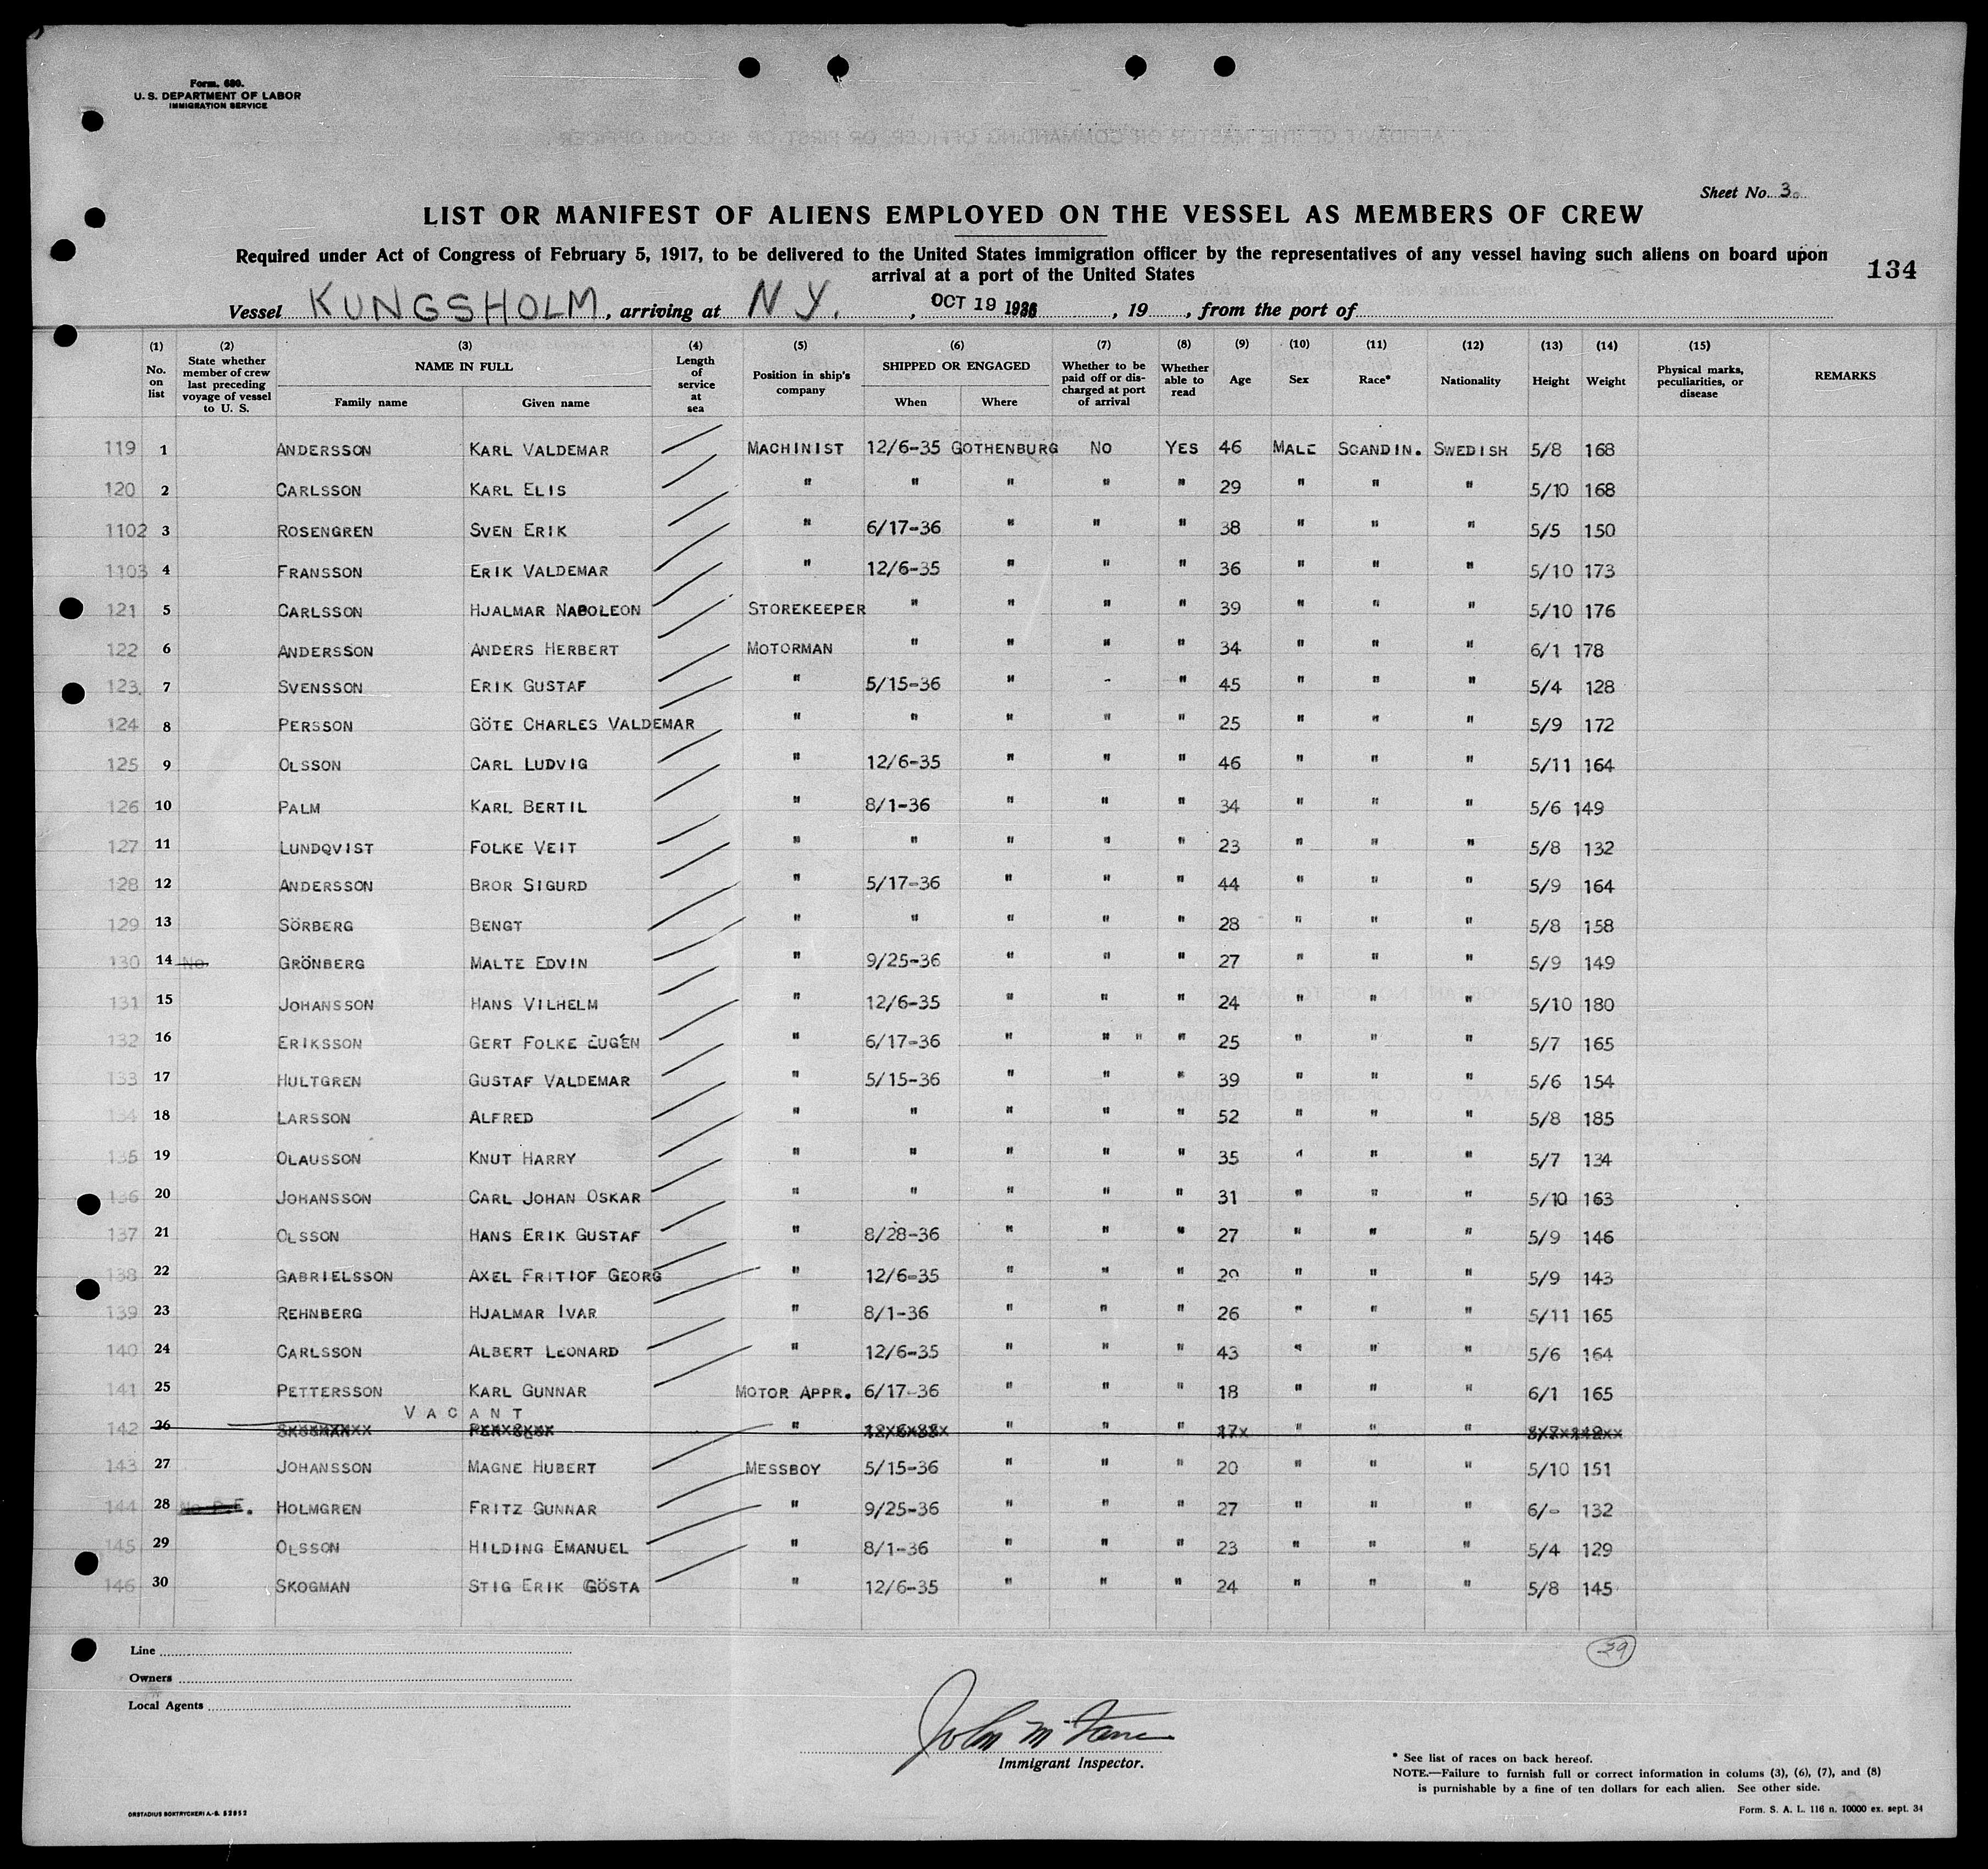 Form. 680.
U. S. DEPARTMENT OF LABOR
IMMIGRATION SERVICE
Sheet No. 3.
LIST OR MANIFEST OF ALIENS EMPLOYED ON THE VESSEL AS MEMBERS OF CREW
Required under Act of Congress of February 5, 1917, to be delivered to the United States immigration officer by the representatives of any vessel having such aliens on board upon
arrival at a port of the United States
134
Vessel KUNGSHOLM, arriving at N Y. , OCT 19 1936 , 19 , from the port of
(1) No. on list (2) State whether member of crew last preceding voyage of vessel to U. S. (3) NAME IN FULL Family name Given name (4) Length of service at sea (5) Position in ship's company (6) SHIPPED OR ENGAGED When Where (7) Whether to be paid off or discharged at port of arrival (8) Whether able to read (9) Age (10) Sex (11) Race* (12) Nationality (13) Height (14) Weight (15) Physical marks, peculiarities, or disease REMARKS
119 1 ANDERSSON KARL VALDEMAR MACHINIST 12/6-35 GOTHENBURG NO YES 46 MALE SCANDIN. SWEDISH 5/8 168
120 2 CARLSSON KARL ELIS " " " " " 29 " " " 5/10 168
1102 3 ROSENGREN SVEN ERIK " 6/17-36 " " " 38 " " " 5/5 150
1103 4 FRANSSON ERIK VALDEMAR " 12/6-35 " " " 36 " " " 5/10 173
121 5 CARLSSON HJALMAR NABOLEON STOREKEEPER " " " " 39 " " " 5/10 176
122 6 ANDERSSON ANDERS HERBERT MOTORMAN " " " " 34 " " " 6/1 178
123. 7 SVENSSON ERIK GUSTAF " 5/15-36 " - " 45 " " " 5/4 128
124 8 PERSSON GÖTE CHARLES VALDEMAR " " " " " 25 " " " 5/9 172
125 9 OLSSON CARL LUDVIG " 12/6-35 " " " 46 " " " 5/11 164
126 10 PALM KARL BERTIL " 8/1-36 " " " 34 " " " 5/6 149
127 11 LUNDQVIST FOLKE VEIT " " " " " 23 " " " 5/8 132
128 12 ANDERSSON BROR SIGURD " 5/17-36 " " " 44 " " " 5/9 164
129 13 SÖRBERG BENGT " " " " " 28 " " " 5/8 158
130 14 No. GRÖNBERG MALTE EDVIN " 9/25-36 " " " 27 " " " 5/9 149
131 15 JOHANSSON HANS VILHELM " 12/6-35 " " " 24 " " " 5/10 180
132 16 ERIKSSON GERT FOLKE EUGÉN " 6/17-36 " " " " 25 " " " 5/7 165
133 17 HULTGREN GUSTAF VALDEMAR " 5/15-36 " " " 39 " " " 5/6 154
134 18 LARSSON ALFRED " " " " " 52 " " " 5/8 185
135 19 OLAUSSON KNUT HARRY " " " " " 35 " " " 5/7 134
136 20 JOHANSSON CARL JOHAN OSKAR " " " " " 31 " " " 5/10 163
137 21 OLSSON HANS ERIK GUSTAF " 8/28-36 " " " 27 " " " 5/9 146
138 22 GABRIELSSON AXEL FRITIOF GEORG " 12/6-35 " " " 29 " " " 5/9 143
139 23 REHNBERG HJALMAR IVAR " 8/1-36 " " " 26 " " " 5/11 165
140 24 CARLSSON ALBERT LEONARD " 12/6-35 " " " 43 " " " 5/6 164
141 25 PETTERSSON KARL GUNNAR MOTOR APPR. 6/17-36 " " " 18 " " " 6/1 165
VACANT
142 26 " " " " " " "
143 27 JOHANSSON MAGNE HUBERT MESSBOY 5/15-36 " " " 20 " " " 5/10 151
144 28 HOLMGREN FRITZ GUNNAR " 9/25-36 " " " 27 " " " 6/- 132
145 29 OLSSON HILDING EMANUEL " 8/1-36 " " " 23 " " " 5/4 129
146 30 SKOGMAN STIG ERIK GÖSTA " 12/6-35 " " " 24 " " " 5/8 145
Line
29
Owners
Local Agents
John M
Immigrant Inspector.
* See list of races on back hereof.
NOTE.—Failure to furnish full or correct information in colums (3), (6), (7), and (8)
is punishable by a fine of ten dollars for each alien. See other side.
ORSTADIUS BOKTRYCKERI A.-B. 52952
Form. S. A. L. 116 n. 10000 ex. sept. 34